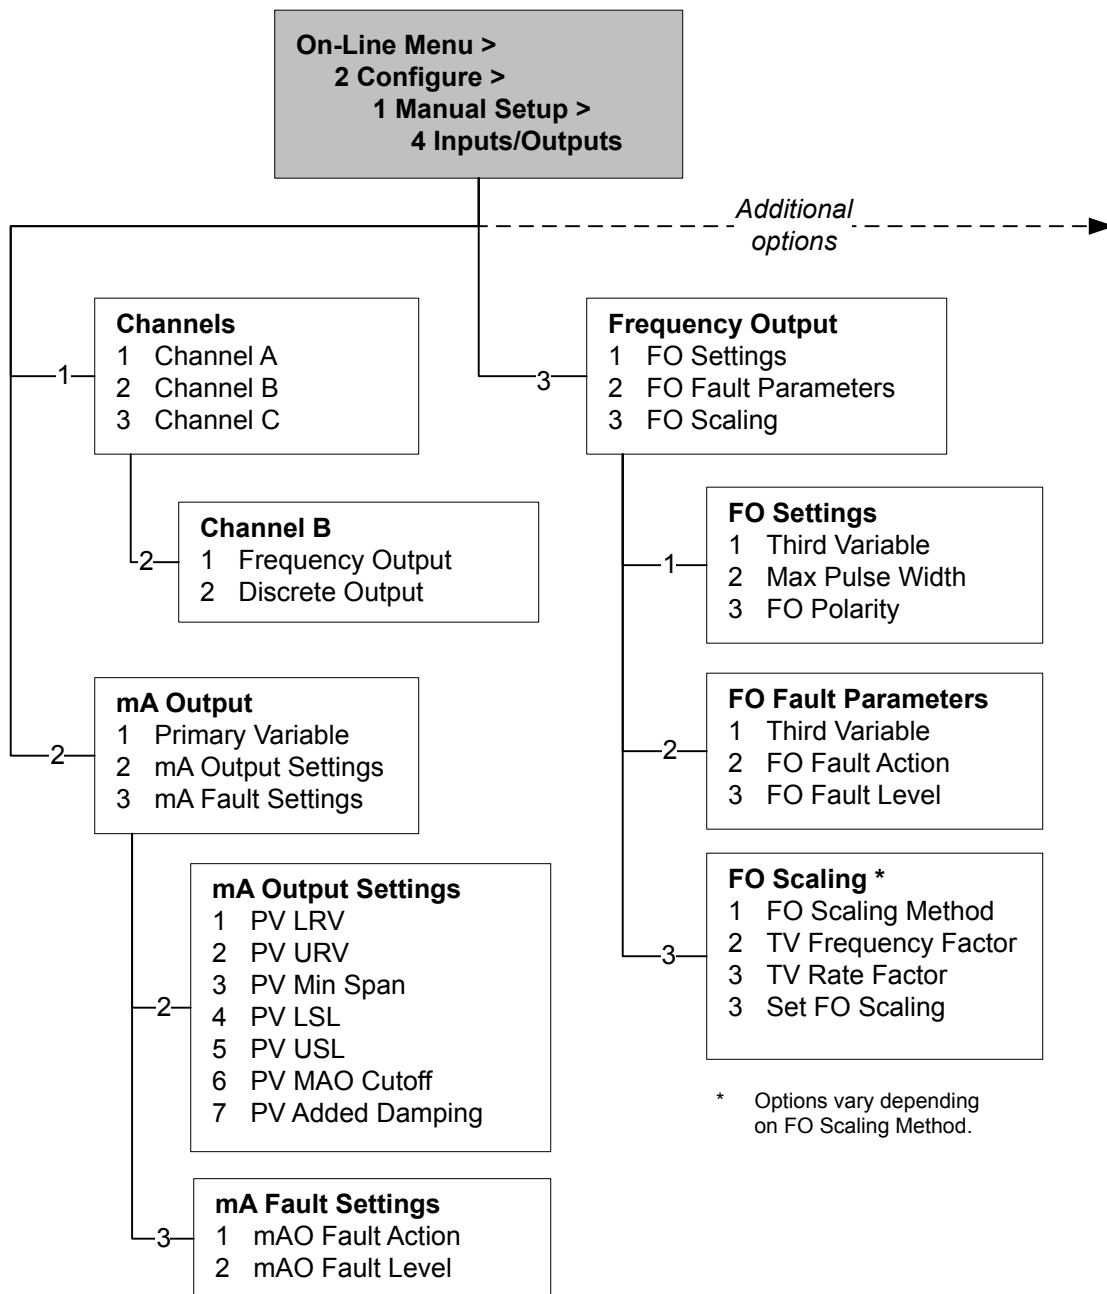 On-Line Menu >
2 Configure >
1 Manual Setup >
4 Inputs/Outputs
Additional
options
Channels
1 Channel A
2 Channel B
3 Channel C
1
Channel B
1 Frequency Output
2 Discrete Output
2
mA Output
1 Primary Variable
2 mA Output Settings
3 mA Fault Settings
2
mA Output Settings
1 PV LRV
2 PV URV
3 PV Min Span
4 PV LSL
5 PV USL
6 PV MAO Cutoff
7 PV Added Damping
2
mA Fault Settings
1 mAO Fault Action
2 mAO Fault Level
3
Frequency Output
1 FO Settings
2 FO Fault Parameters
3 FO Scaling
3
FO Settings
1 Third Variable
2 Max Pulse Width
3 FO Polarity
1
FO Fault Parameters
1 Third Variable
2 FO Fault Action
3 FO Fault Level
2
FO Scaling *
1 FO Scaling Method
2 TV Frequency Factor
3 TV Rate Factor
3 Set FO Scaling
3
* Options vary depending
on FO Scaling Method.